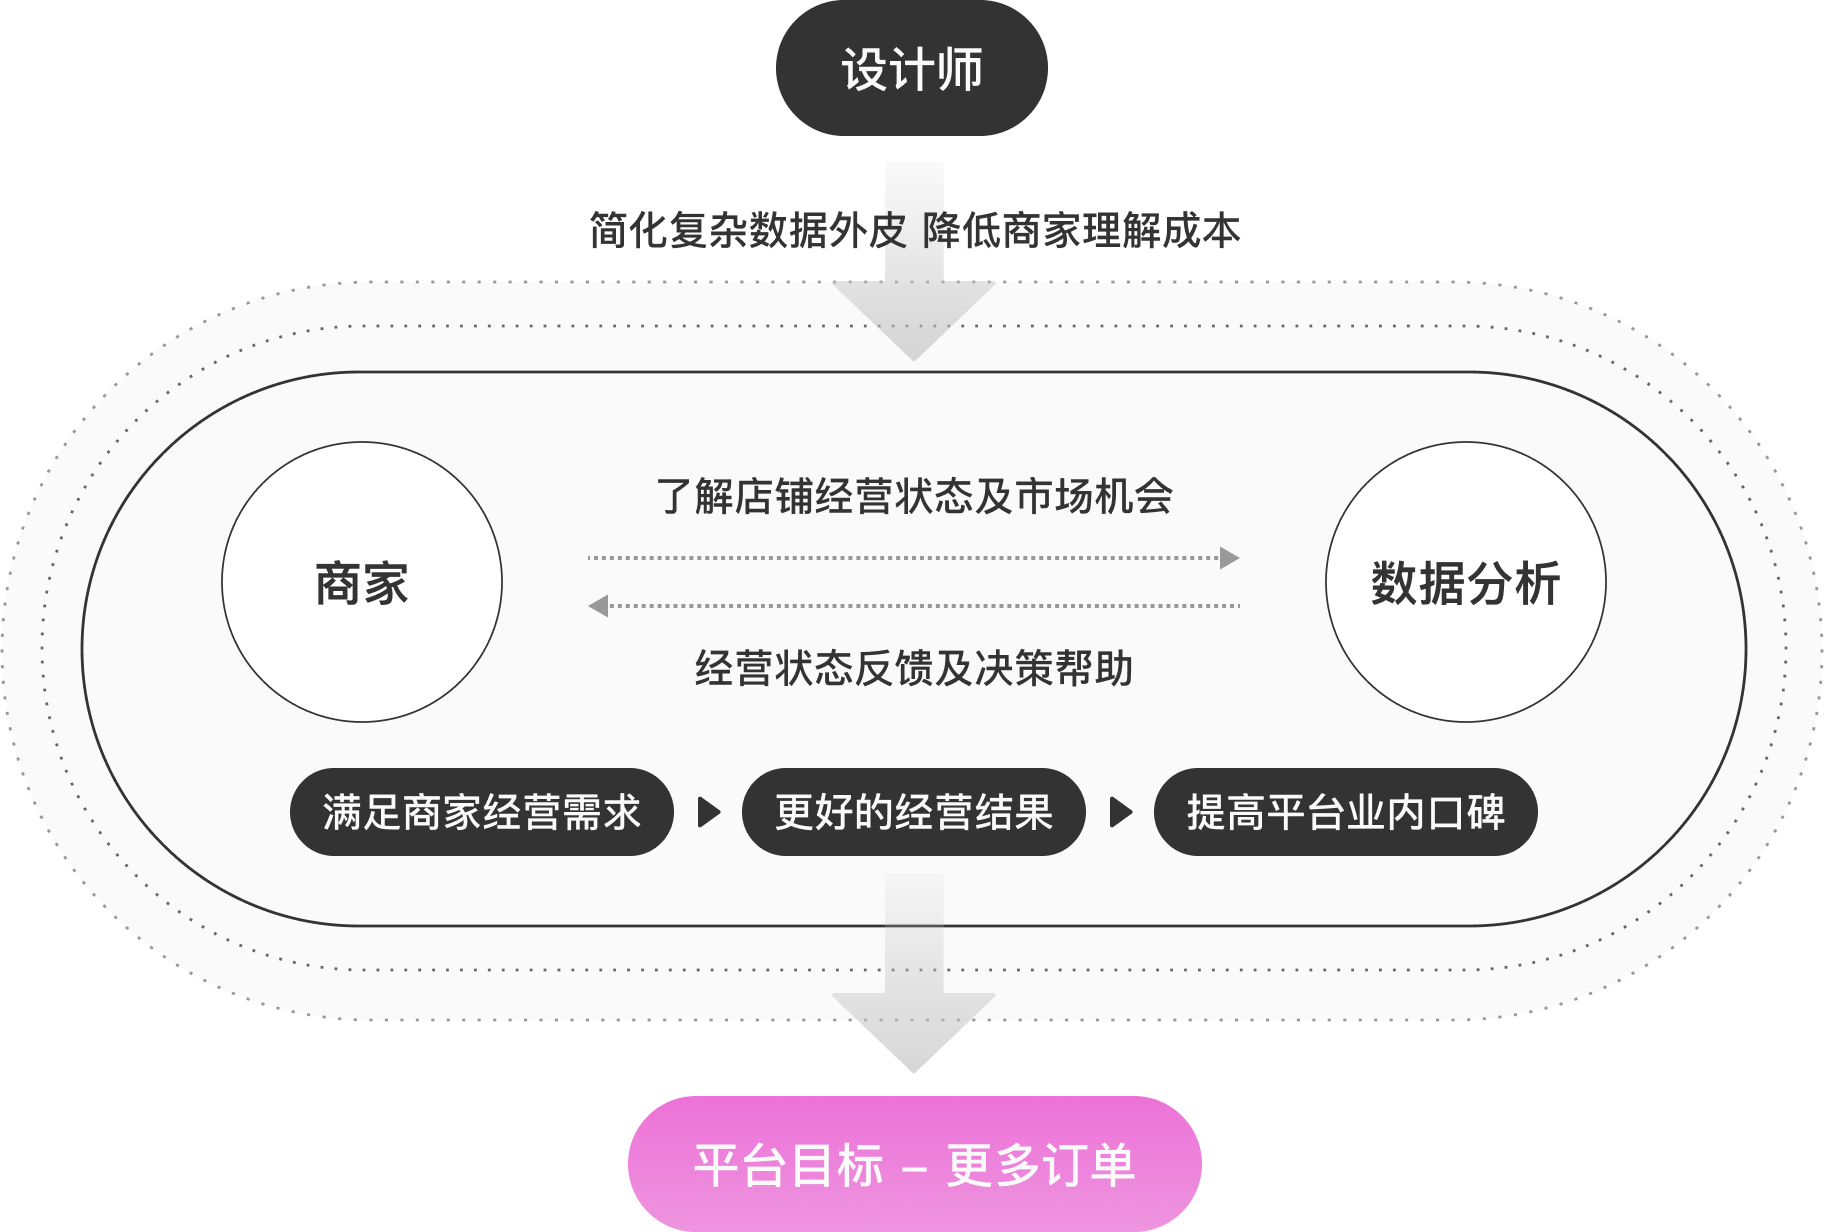 设计师
简化复杂数据外皮 降低商家理解成本
了解店铺经营状态及市场机会
商家
数据分析
经营状态反馈及决策帮助
满足商家经营需求
更好的经营结果
提高平台业内口碑
平台目标 – 更多订单